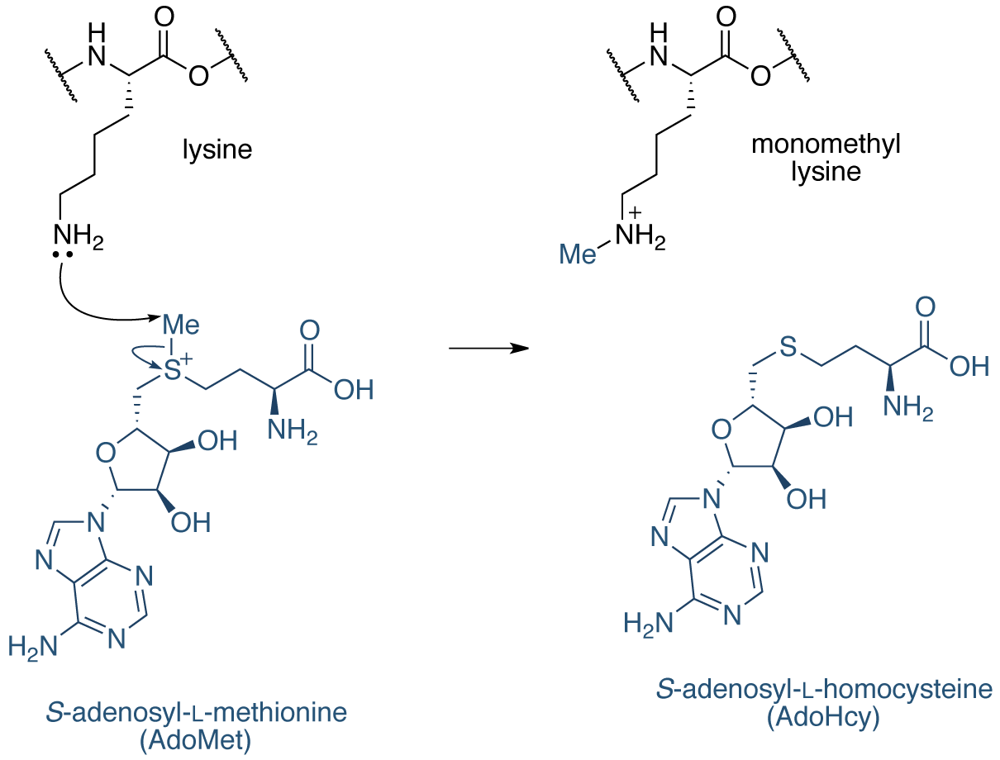 H
N
O
O
lysine
NH2
Me
S+
O
OH
NH2
O
OH
OH
N
N
N
N
H2N
S-adenosyl-L-methionine
(AdoMet)
H
N
O
O
monomethyl
lysine
+
NH2
Me
O
S
OH
NH2
O
OH
OH
N
N
N
N
H2N
S-adenosyl-L-homocysteine
(AdoHcy)